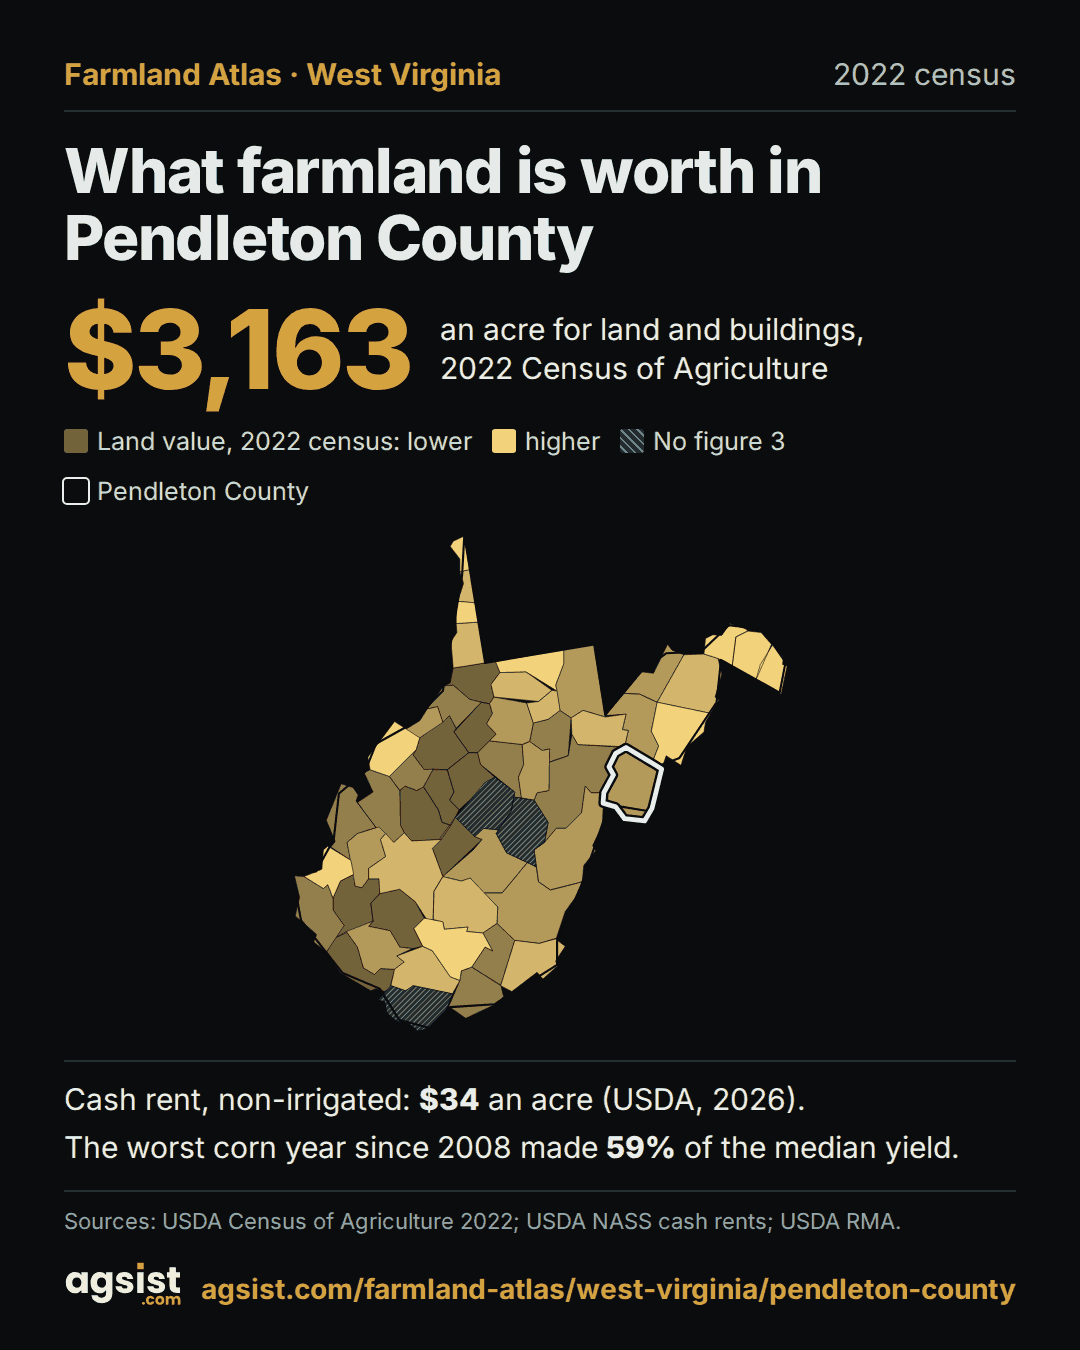 Farmland Atlas · West Virginia
2022 census
What farmland is worth in
Pendleton County
$3,163
an acre for land and buildings,
2022 Census of Agriculture
Land value, 2022 census: lower
higher
No figure 3
Pendleton County
Cash rent, non-irrigated: $34 an acre (USDA, 2026).
The worst corn year since 2008 made 59% of the median yield.
Sources: USDA Census of Agriculture 2022; USDA NASS cash rents; USDA RMA.
agsist
.com
agsist.com/farmland-atlas/west-virginia/pendleton-county